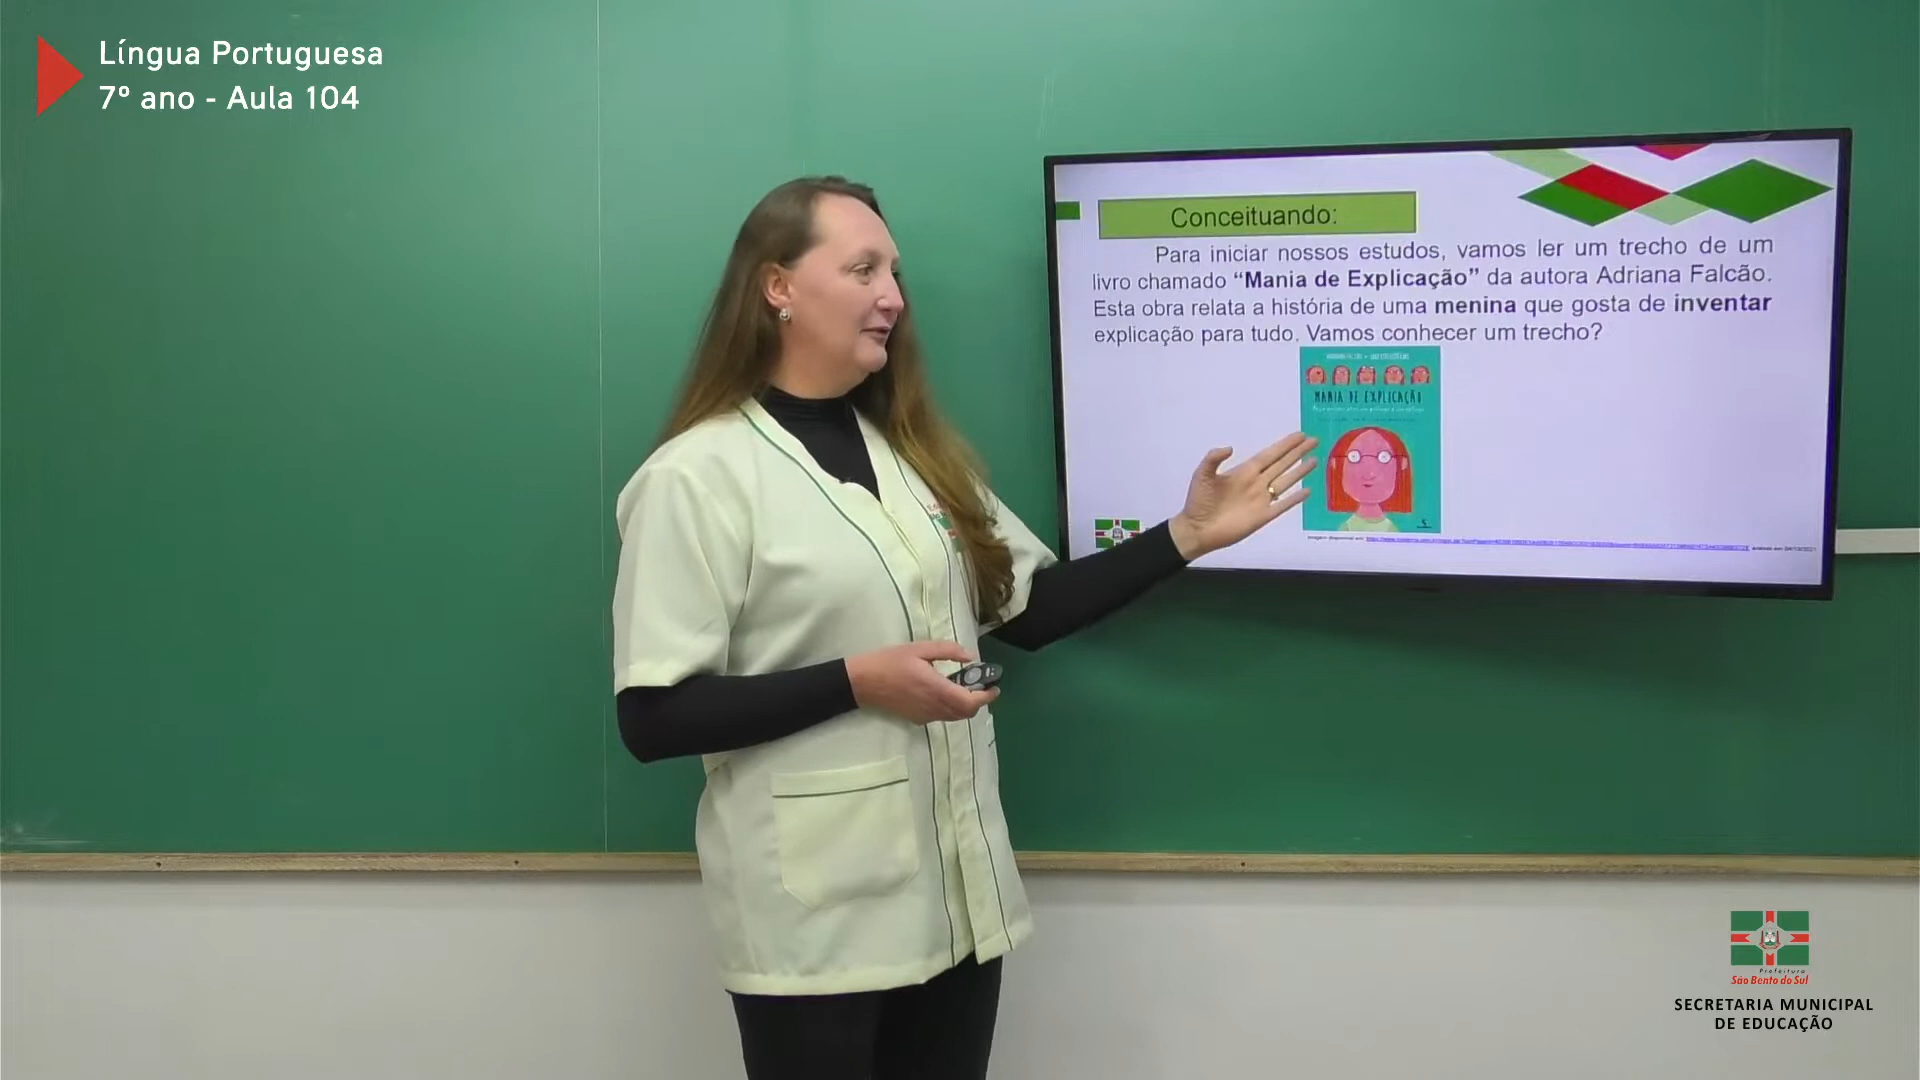 Língua Portuguesa
7º ano - Aula 104
Conceituando:
Para iniciar nossos estudos, vamos ler um trecho de um
livro chamado “Mania de Explicação” da autora Adriana Falcão.
Esta obra relata a história de uma menina que gosta de inventar
explicação para tudo. Vamos conhecer um trecho?
MANIA DE EXPLICAÇÃO
Prefeitura
São Bento do Sul
SECRETARIA MUNICIPAL
DE EDUCAÇÃO